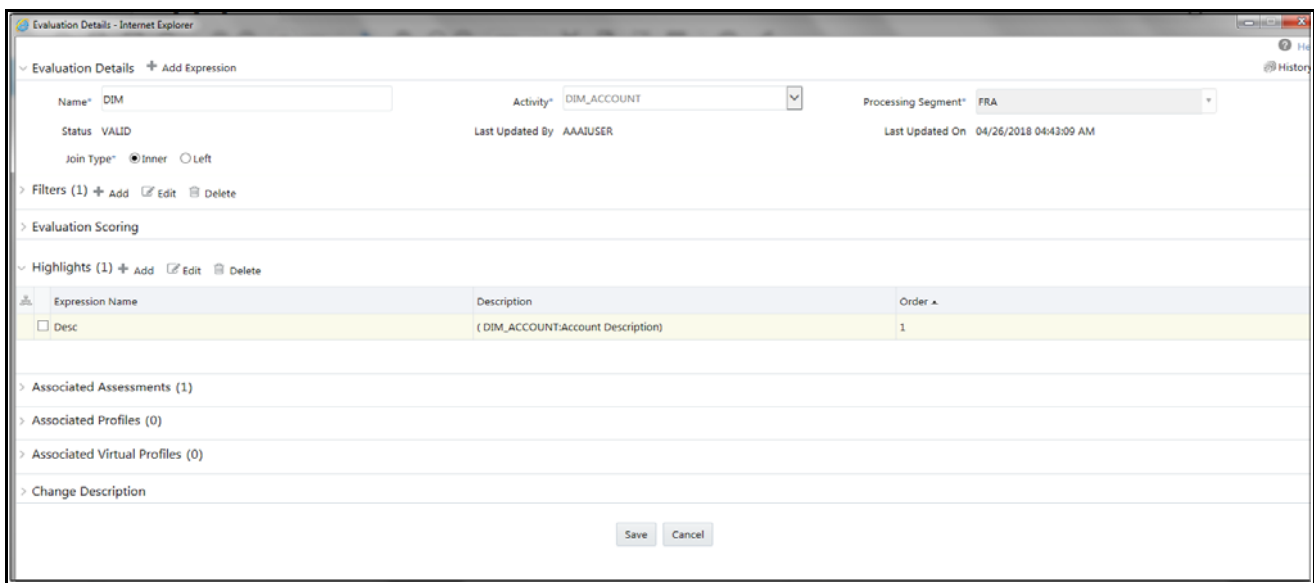 Evaluation Details - Internet Explorer
He
Evaluation Details + Add Expression
History
Name* DIM Activity* DIM_ACCOUNT Processing Segment* FRA
Status VALID Last Updated By AAAIUSER Last Updated On 04/26/2018 04:43:09 AM
Join Type* Inner Left
Filters (1) + Add Edit Delete
Evaluation Scoring
Highlights (1) + Add Edit Delete
Expression Name Description Order
Desc ( DIM_ACCOUNT:Account Description) 1
Associated Assessments (1)
Associated Profiles (0)
Associated Virtual Profiles (0)
Change Description
Save Cancel